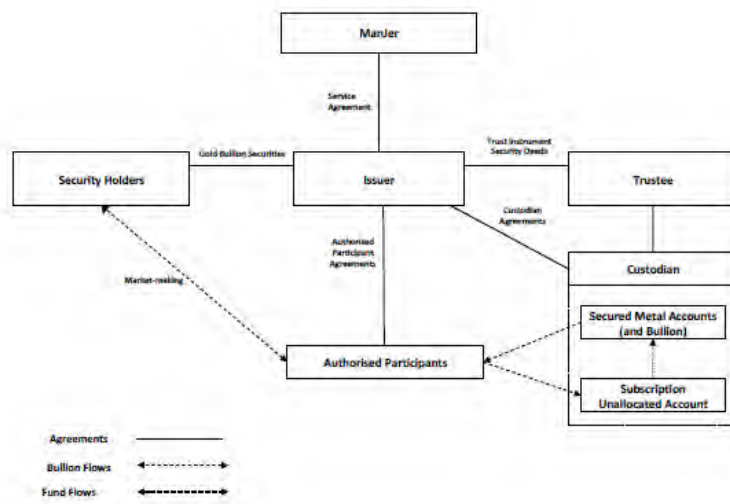 ManJer
Service
Agreement
Gold Bullion Securities
Trust Instrument
Security Deeds
Security Holders
Issuer
Trustee
Custodian
Agreements
Authorised
Participant
Agreements
Market-making
Custodian
Secured Metal Accounts
(and Bullion)
Authorised Participants
Subscription
Unallocated Account
Agreements
Bullion Flows
Fund Flows